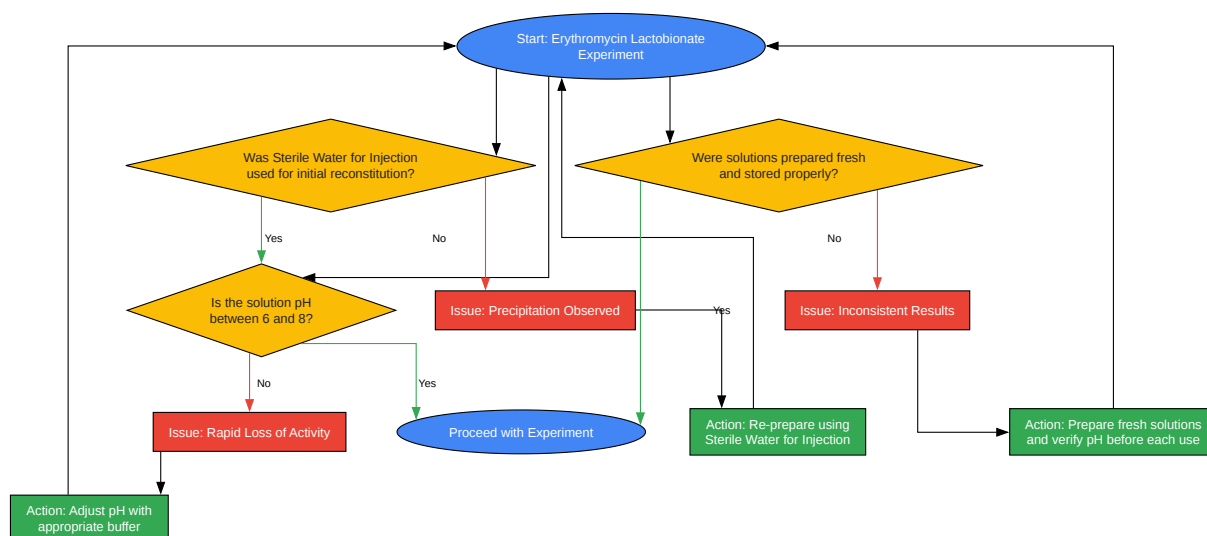 Start: Erythromycin Lactobionate
Experiment
Was Sterile Water for Injection
used for initial reconstitution?
Were solutions prepared fresh
and stored properly?
Yes
No
No
Is the solution pH
between 6 and 8?
Issue: Precipitation Observed
Yes
Issue: Inconsistent Results
No
Yes
Issue: Rapid Loss of Activity
Proceed with Experiment
Action: Re-prepare using
Sterile Water for Injection
Action: Prepare fresh solutions
and verify pH before each use
Action: Adjust pH with
appropriate buffer